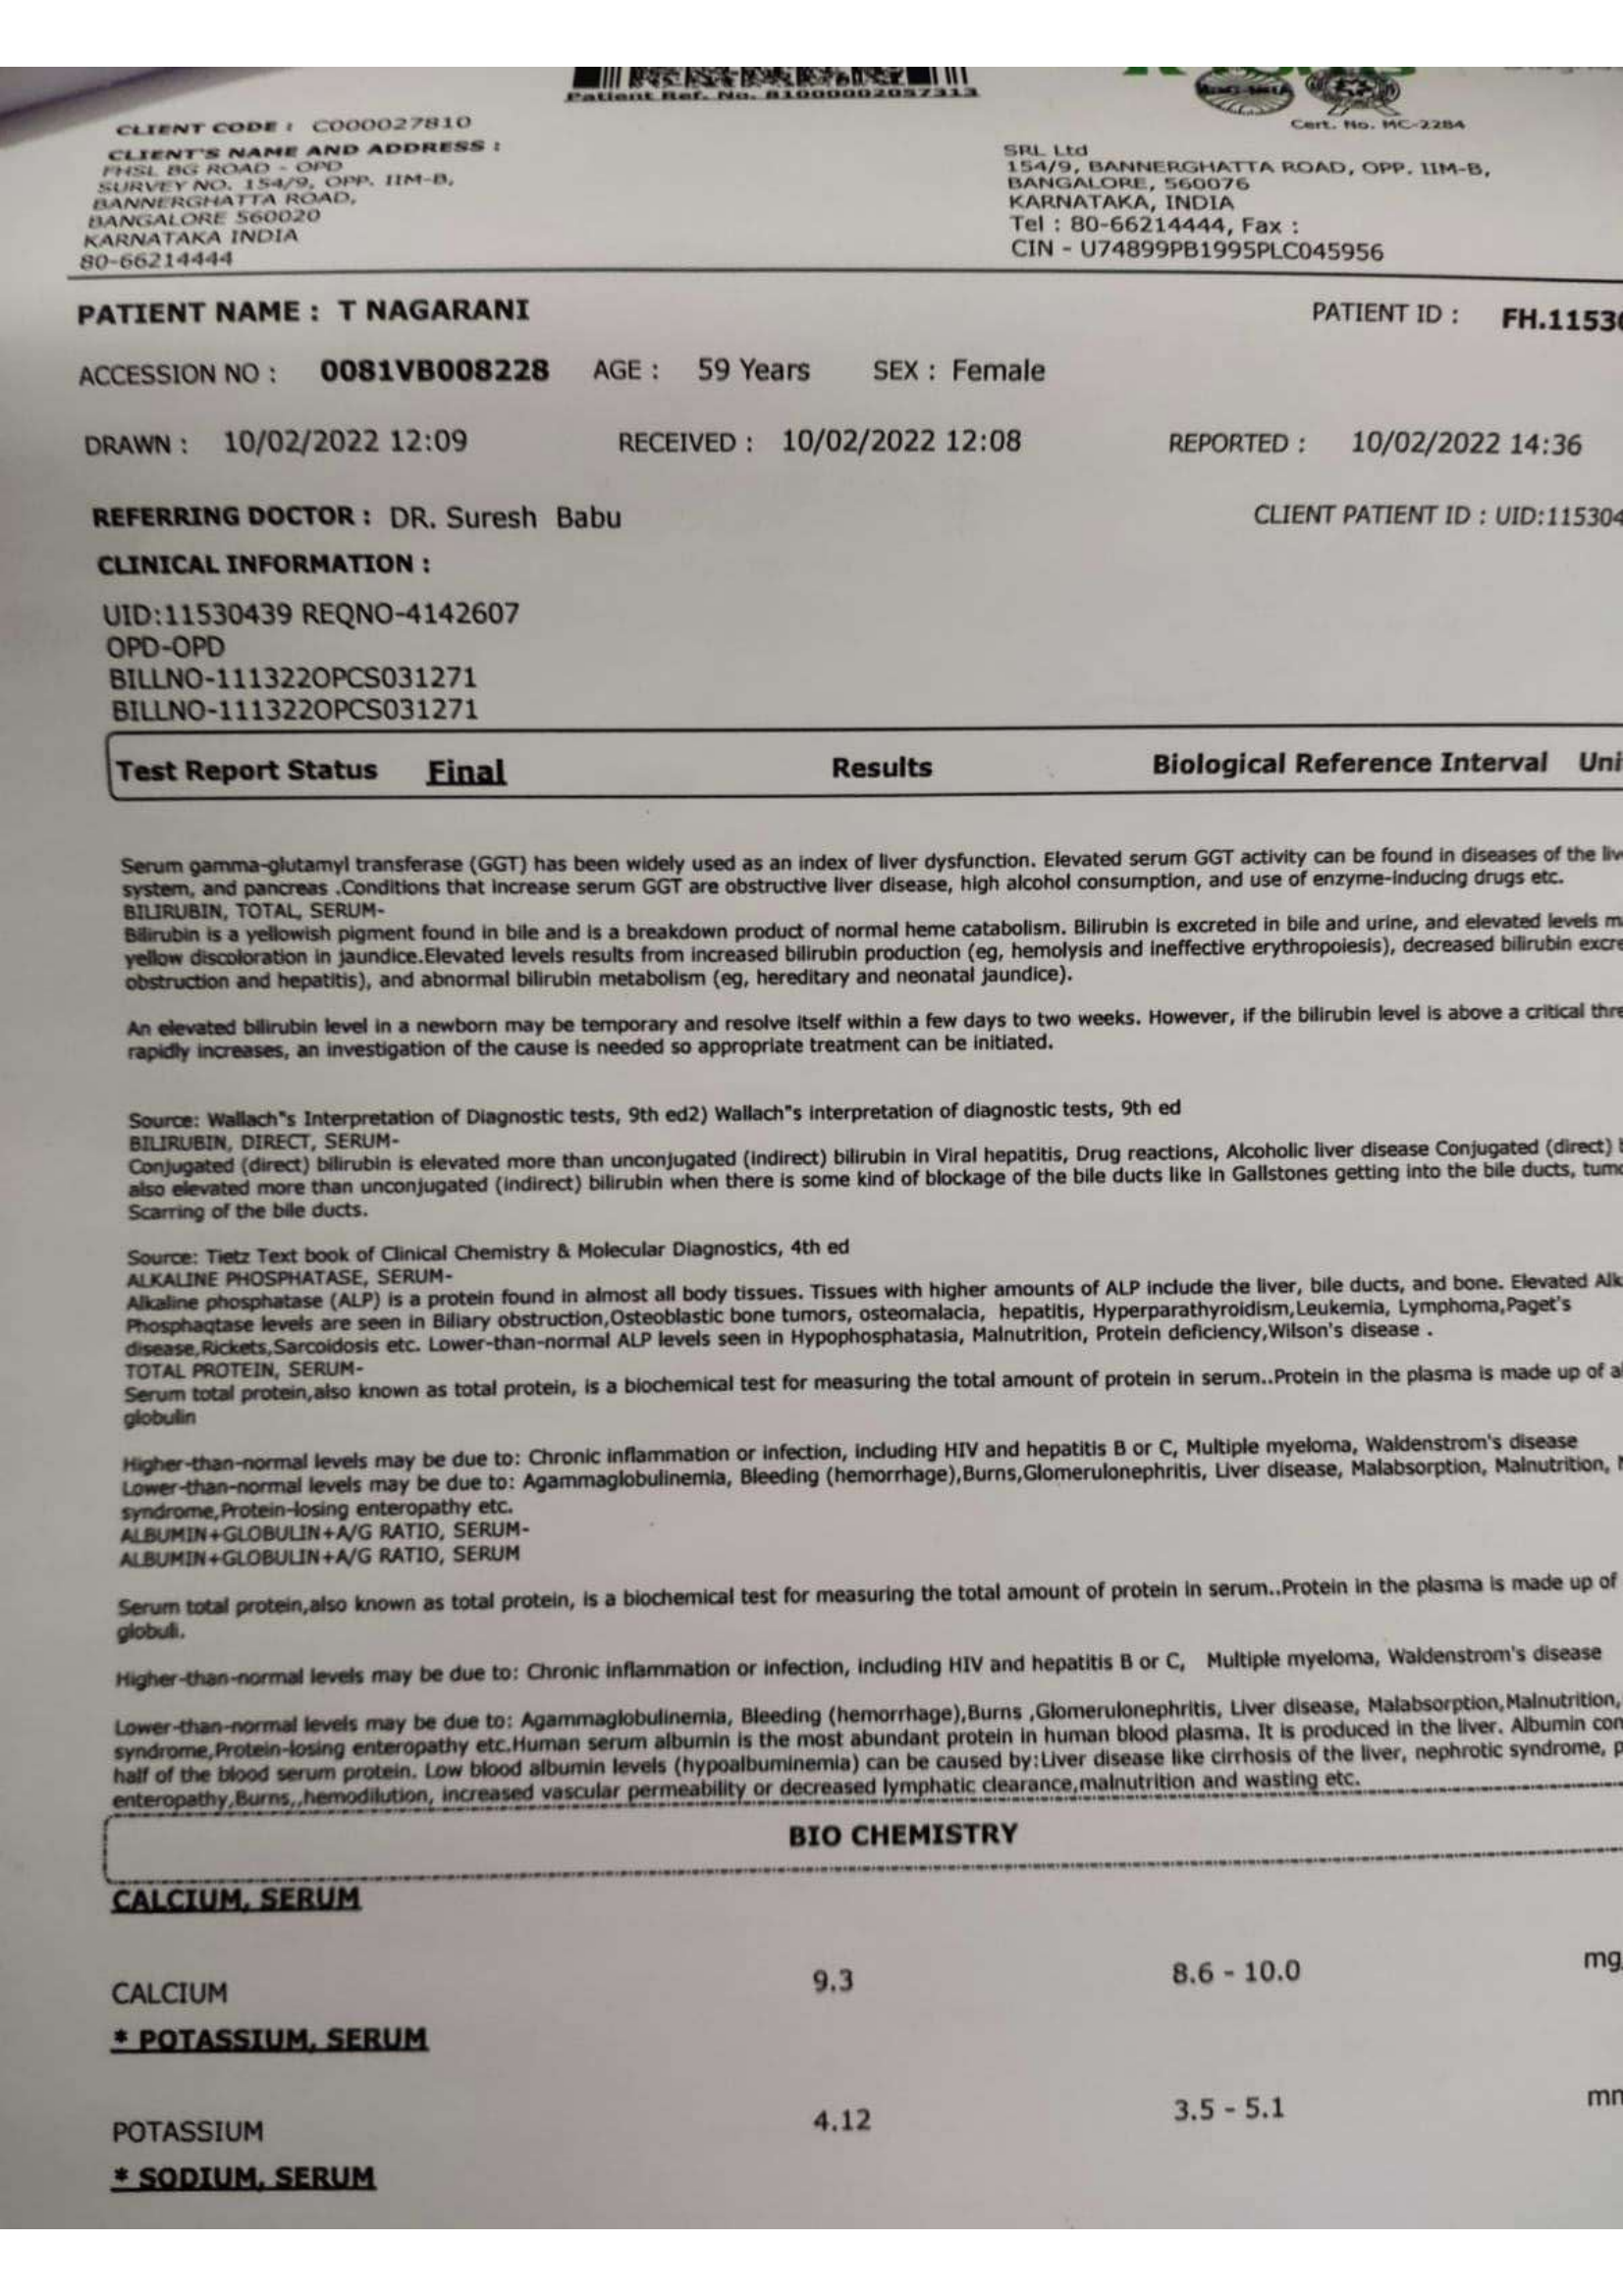 Patient Ref. No. 81000002057313
Cert. No. MC-2284
CLIENT CODE : C000027810
CLIENT'S NAME AND ADDRESS :
FHSL BG ROAD - OPD
SURVEY NO. 154/9, OPP. IIM-B,
BANNERGHATTA ROAD,
BANGALORE 560020
KARNATAKA INDIA
80-66214444
SRL Ltd
154/9, BANNERGHATTA ROAD, OPP. IIM-B,
BANGALORE, 560076
KARNATAKA, INDIA
Tel : 80-66214444, Fax :
CIN - U74899PB1995PLC045956
PATIENT NAME : T NAGARANI PATIENT ID : FH.1153
ACCESSION NO : 0081VB008228 AGE : 59 Years SEX : Female
DRAWN : 10/02/2022 12:09 RECEIVED : 10/02/2022 12:08 REPORTED : 10/02/2022 14:36
REFERRING DOCTOR : DR. Suresh Babu CLIENT PATIENT ID : UID:115304
CLINICAL INFORMATION :
UID:11530439 REQNO-4142607
OPD-OPD
BILLNO-111322OPCS031271
BILLNO-111322OPCS031271
Test Report Status Final Results Biological Reference Interval Uni
Serum gamma-glutamyl transferase (GGT) has been widely used as an index of liver dysfunction. Elevated serum GGT activity can be found in diseases of the liv
system, and pancreas .Conditions that increase serum GGT are obstructive liver disease, high alcohol consumption, and use of enzyme-inducing drugs etc.
BILIRUBIN, TOTAL, SERUM-
Bilirubin is a yellowish pigment found in bile and is a breakdown product of normal heme catabolism. Bilirubin is excreted in bile and urine, and elevated levels m
yellow discoloration in jaundice.Elevated levels results from increased bilirubin production (eg, hemolysis and ineffective erythropoiesis), decreased bilirubin excre
obstruction and hepatitis), and abnormal bilirubin metabolism (eg, hereditary and neonatal jaundice).
An elevated bilirubin level in a newborn may be temporary and resolve itself within a few days to two weeks. However, if the bilirubin level is above a critical thre
rapidly increases, an investigation of the cause is needed so appropriate treatment can be initiated.
Source: Wallach"s Interpretation of Diagnostic tests, 9th ed2) Wallach"s interpretation of diagnostic tests, 9th ed
BILIRUBIN, DIRECT, SERUM-
Conjugated (direct) bilirubin is elevated more than unconjugated (indirect) bilirubin in Viral hepatitis, Drug reactions, Alcoholic liver disease Conjugated (direct)
also elevated more than unconjugated (indirect) bilirubin when there is some kind of blockage of the bile ducts like in Gallstones getting into the bile ducts, tum
Scarring of the bile ducts.
Source: Tietz Text book of Clinical Chemistry & Molecular Diagnostics, 4th ed
ALKALINE PHOSPHATASE, SERUM-
Alkaline phosphatase (ALP) is a protein found in almost all body tissues. Tissues with higher amounts of ALP include the liver, bile ducts, and bone. Elevated Alk
Phosphaqtase levels are seen in Biliary obstruction,Osteoblastic bone tumors, osteomalacia, hepatitis, Hyperparathyroidism,Leukemia, Lymphoma,Paget's
disease,Rickets,Sarcoidosis etc. Lower-than-normal ALP levels seen in Hypophosphatasia, Malnutrition, Protein deficiency,Wilson's disease .
TOTAL PROTEIN, SERUM-
Serum total protein,also known as total protein, is a biochemical test for measuring the total amount of protein in serum..Protein in the plasma is made up of a
globulin
Higher-than-normal levels may be due to: Chronic inflammation or infection, including HIV and hepatitis B or C, Multiple myeloma, Waldenstrom's disease
Lower-than-normal levels may be due to: Agammaglobulinemia, Bleeding (hemorrhage),Burns,Glomerulonephritis, Liver disease, Malabsorption, Malnutrition,
syndrome,Protein-losing enteropathy etc.
ALBUMIN+GLOBULIN+A/G RATIO, SERUM-
ALBUMIN+GLOBULIN+A/G RATIO, SERUM
Serum total protein,also known as total protein, is a biochemical test for measuring the total amount of protein in serum..Protein in the plasma is made up of
globuli.
Higher-than-normal levels may be due to: Chronic inflammation or infection, including HIV and hepatitis B or C, Multiple myeloma, Waldenstrom's disease
Lower-than-normal levels may be due to: Agammaglobulinemia, Bleeding (hemorrhage),Burns ,Glomerulonephritis, Liver disease, Malabsorption,Malnutrition,
syndrome,Protein-losing enteropathy etc.Human serum albumin is the most abundant protein in human blood plasma. It is produced in the liver. Albumin con
half of the blood serum protein. Low blood albumin levels (hypoalbuminemia) can be caused by:Liver disease like cirrhosis of the liver, nephrotic syndrome, p
enteropathy,Burns,,hemodilution, increased vascular permeability or decreased lymphatic clearance,malnutrition and wasting etc.
BIO CHEMISTRY
CALCIUM, SERUM
CALCIUM 9.3 8.6 - 10.0 mg
* POTASSIUM, SERUM
POTASSIUM 4.12 3.5 - 5.1
* SODIUM, SERUM